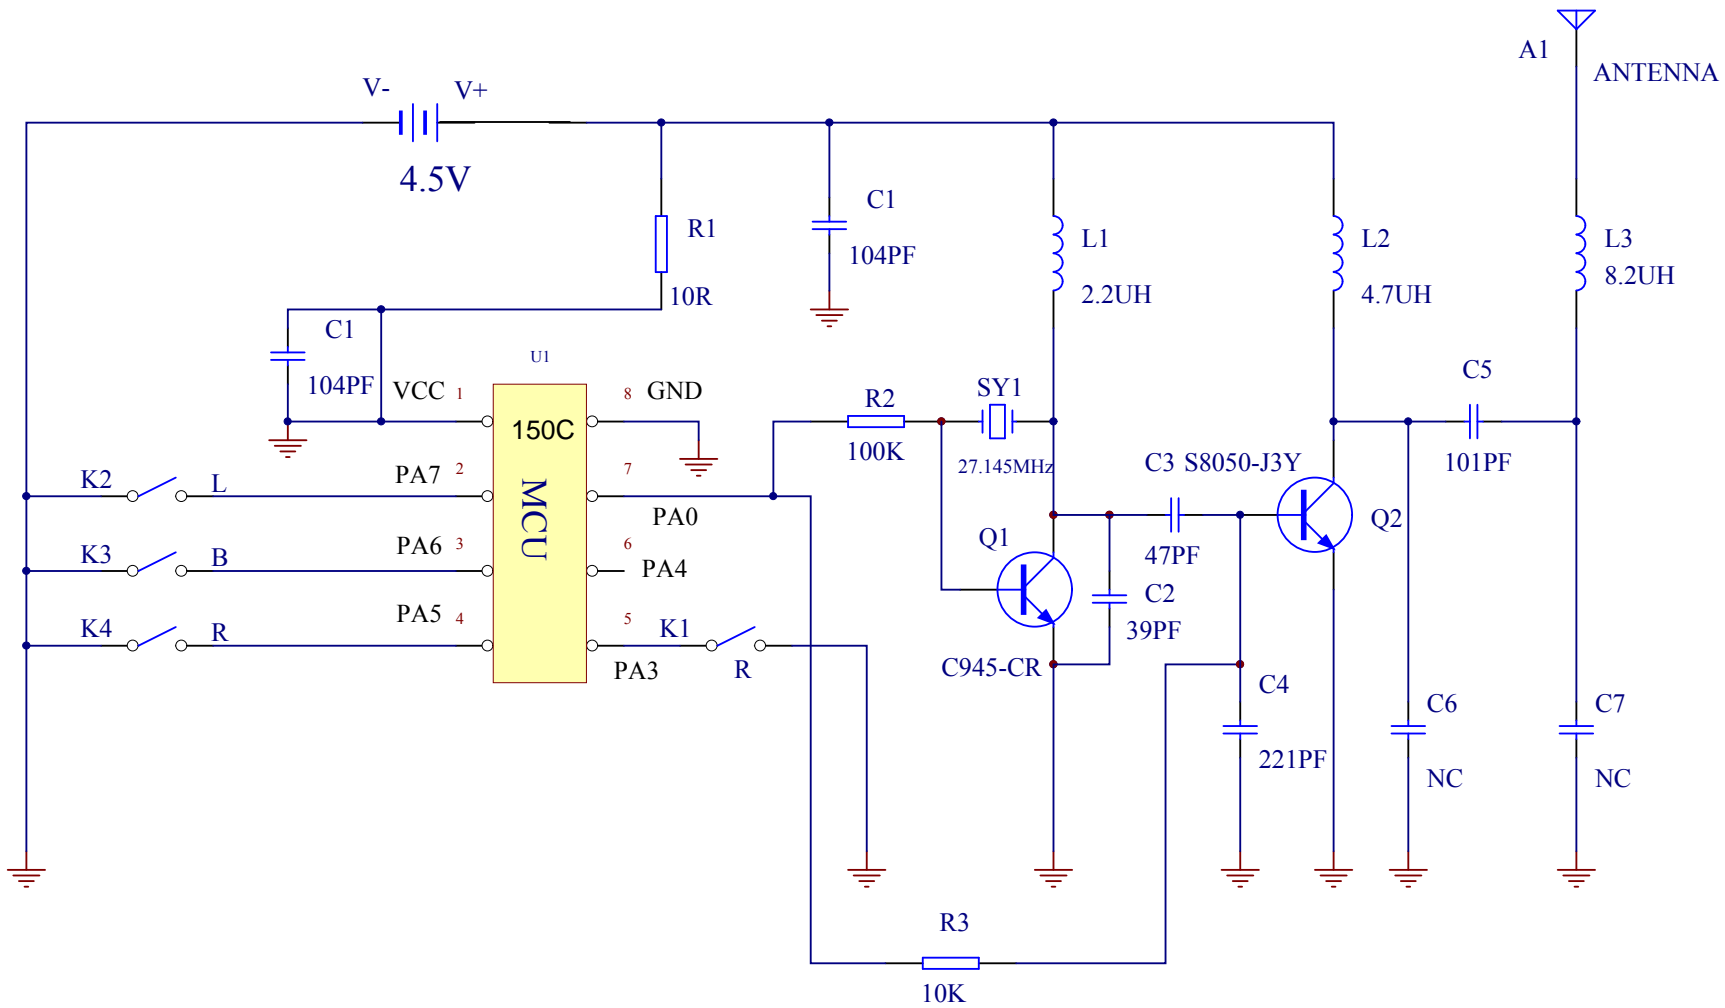 A1
ANTENNA
V-
V+
4.5V
R1
10R
C1
104PF
L1
2.2UH
L2
4.7UH
L3
8.2UH
C1
104PF
U1
VCC
1
8
GND
150C
MCU
R2
100K
SY1
27.145MHz
C5
101PF
K2
L
PA7
2
7
PA0
C3
47PF
S8050-J3Y
Q2
K3
B
PA6
3
6
PA4
Q1
C945-CR
C2
39PF
K4
R
PA5
4
5
PA3
K1
R
C4
221PF
C6
NC
C7
NC
R3
10K